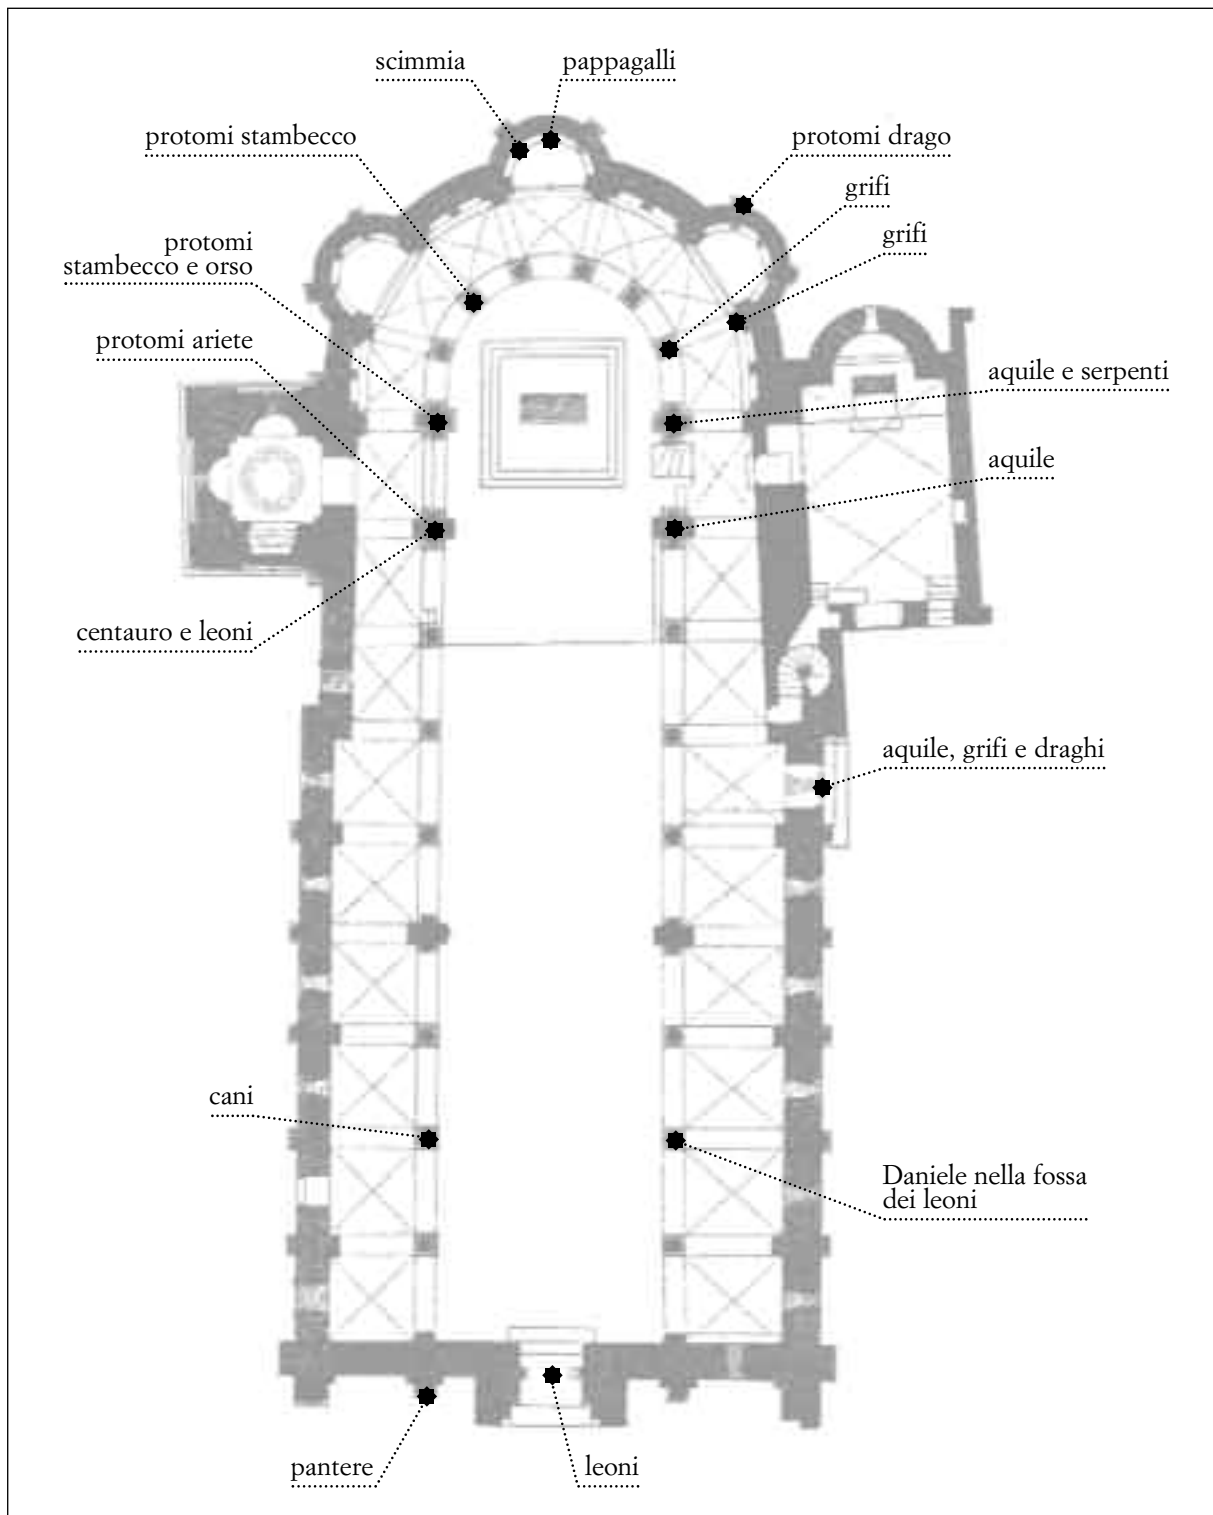 scimmia
pappagalli
protomi stambecco
protomi drago
grifi
protomi
stambecco e orso
grifi
protomi ariete
aquile e serpenti
aquile
centauro e leoni
aquile, grifi e draghi
cani
Daniele nella fossa
dei leoni
pantere
leoni